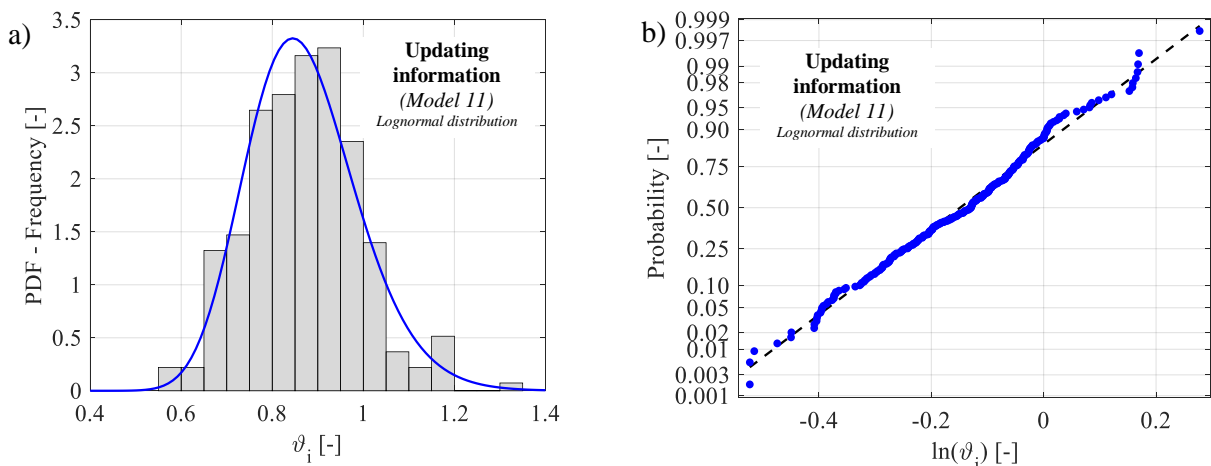 a)
3.5
3
2.5
2
1.5
1
0.5
0
PDF - Frequency [-]
Updating
information
(Model 11)
Lognormal distribution
0.4 0.6 0.8 1 1.2 1.4
ϑi [-]
b)
0.999
0.997
0.99
0.98
0.95
0.90
0.75
0.50
0.25
0.10
0.05
0.02
0.01
0.003
0.001
Probability [-]
Updating
information
(Model 11)
Lognormal distribution
-0.4 -0.2 0 0.2
ln(ϑi) [-]